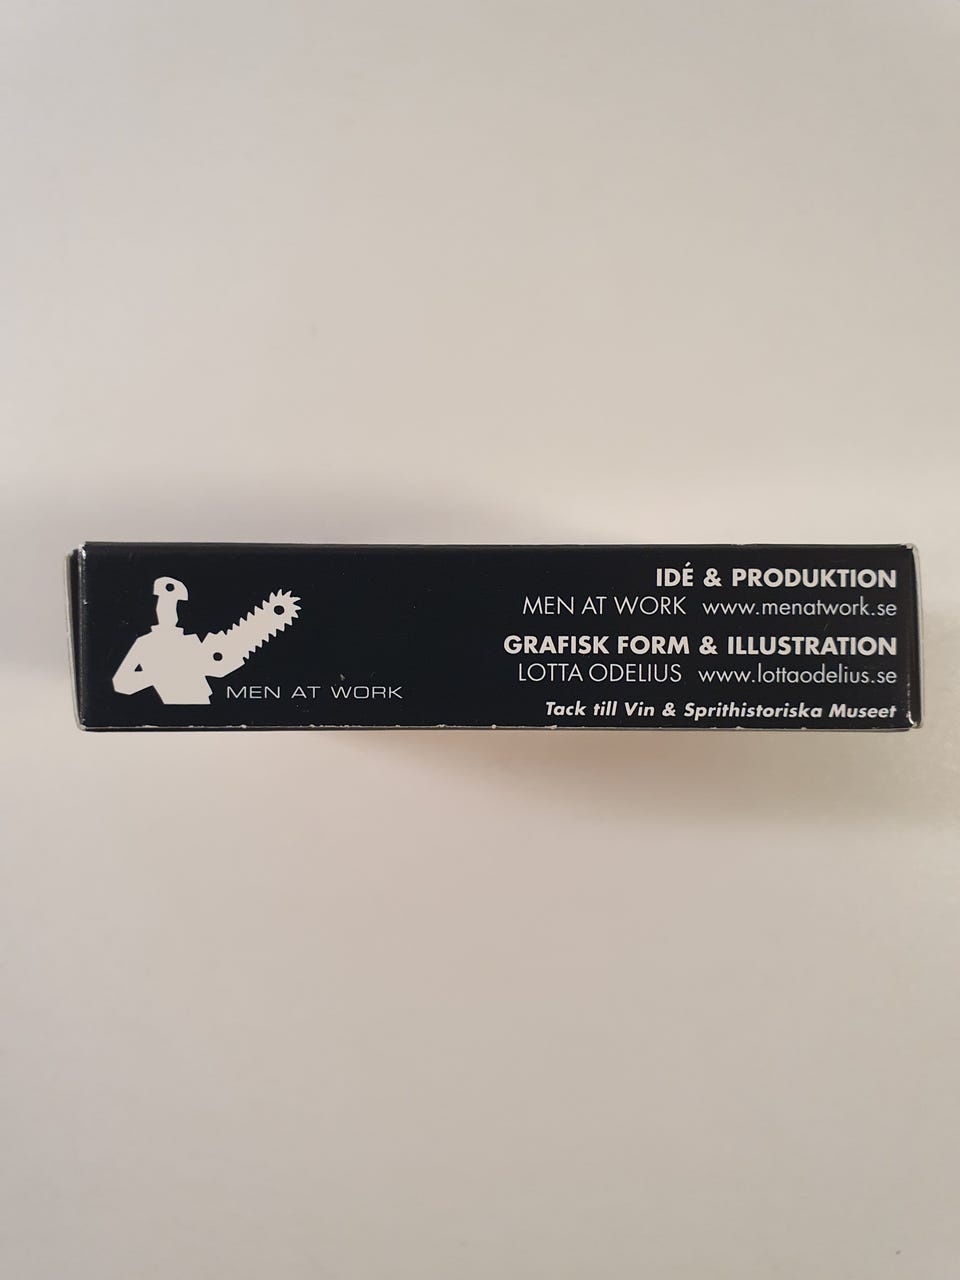 MEN AT WORK
IDÉ & PRODUKTION
MEN AT WORK www.menatwork.se
GRAFISK FORM & ILLUSTRATION
LOTTA ODELIUS www.lottaodelius.se
Tack till Vin & Sprithistoriska Museet